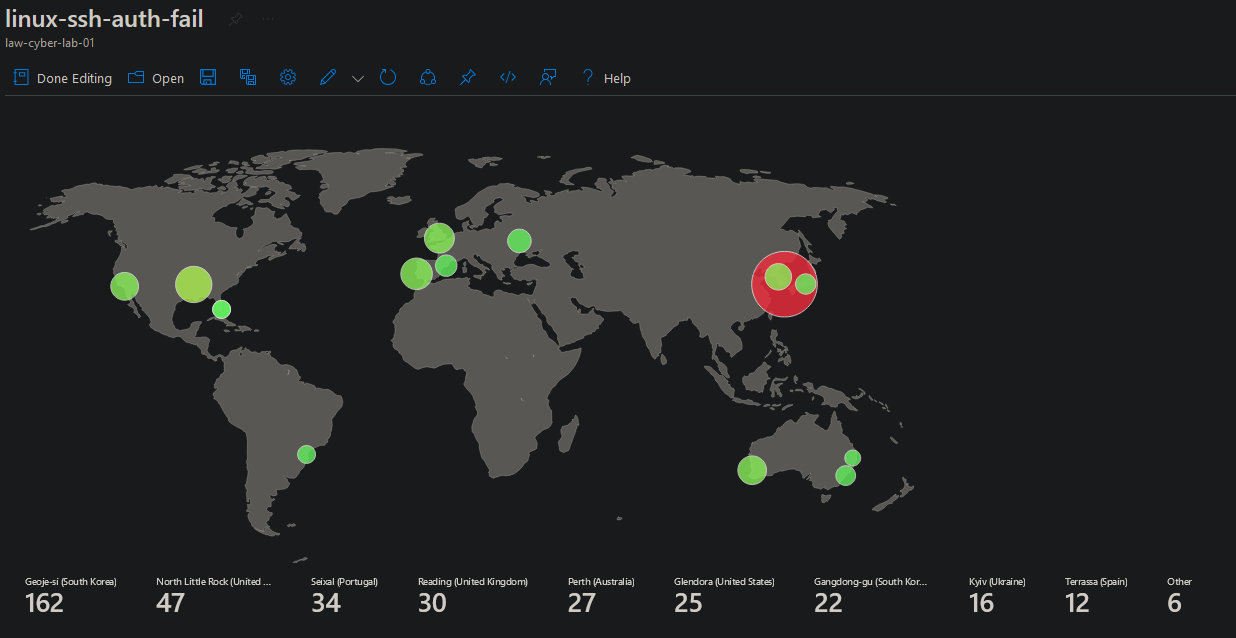 linux-ssh-auth-fail
law-cyber-lab-01
Done Editing Open Help
Geoje-si (South Korea) North Little Rock (United ... Seixal (Portugal) Reading (United Kingdom) Perth (Australia) Glendora (United States) Gangdong-gu (South Kor... Kyiv (Ukraine) Terrassa (Spain) Other
162 47 34 30 27 25 22 16 12 6